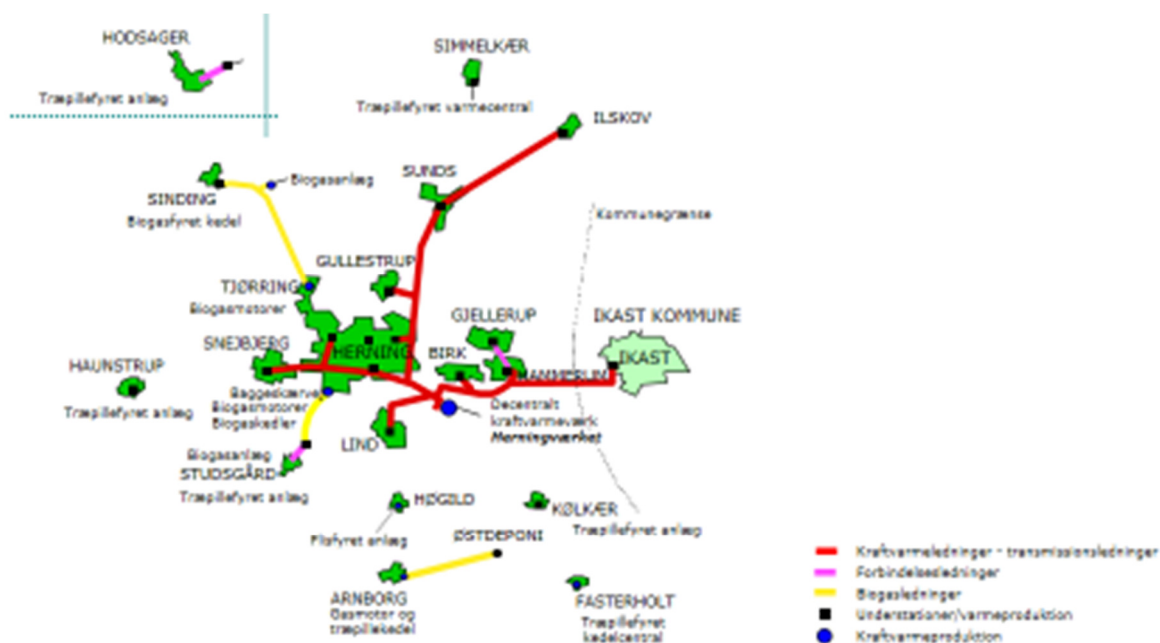 HODSAGER
Træpillefyret anlæg
SIMMELKÆR
Træpillefyret varmecentral
ILSKOV
SUNDS
Biogasanlæg
SINDING
Biogasfyret kedel
Kommunegrænse
GULLESTRUP
TJØRRING
Biogasmotorer
GJELLERUP
IKAST KOMMUNE
SNEJBJERG
HERNING
BIRK
IKAST
HAMMERUM
HAUNSTRUP
Træpillefyret anlæg
Baggeskærvej
Biogasmotorer
Biogaskedler
Decentralt
kraftvarmeværk
Herningværket
LIND
Biogasanlæg
STUDSGÅRD
Træpillefyret anlæg
HØGILD
Flisfyret anlæg
KØLKÆR
Træpillefyret anlæg
ØSTDEPONI
ARNBORG
Gasmotor og
træpillekedel
FASTERHOLT
Træpillefyret
kedelcentral
Kraftvarmeledninger - transmissionsledninger
Forbindelsesledninger
Biogasledninger
Understationer/varmeproduktion
Kraftvarmeproduktion